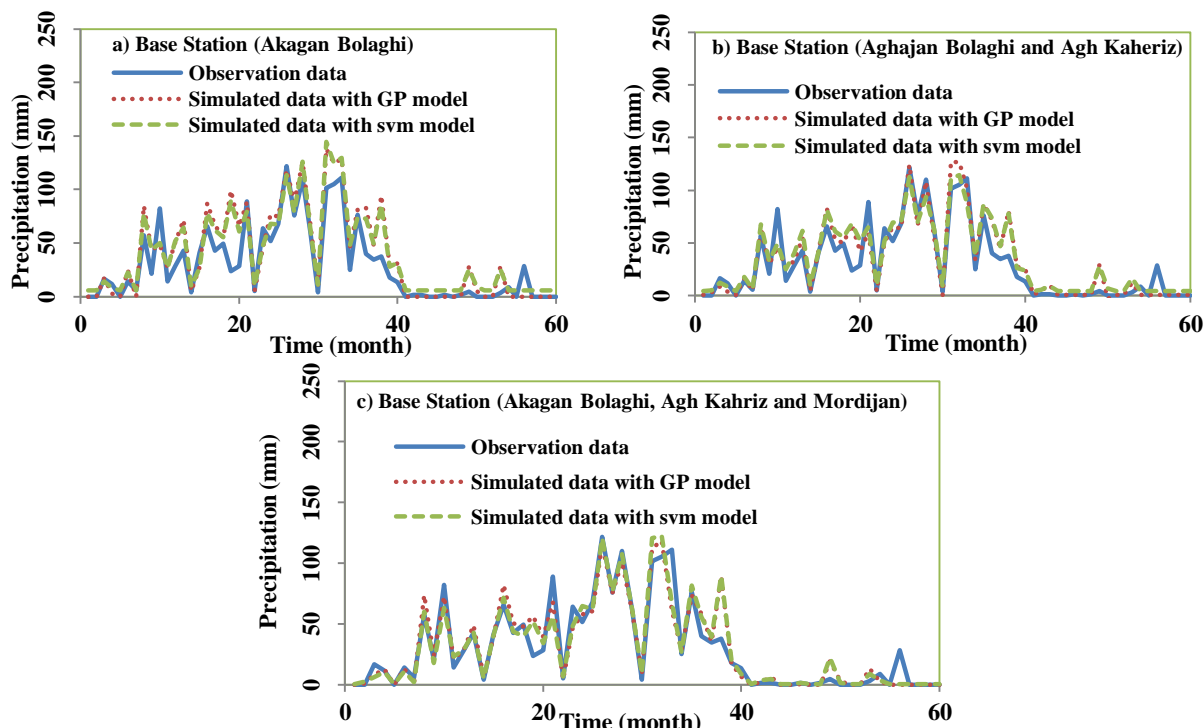 a) Base Station (Akagan Bolaghi)
Observation data
Simulated data with GP model
Simulated data with svm model
Precipitation (mm)
250
200
150
100
50
0
0 20 40 60
Time (month)
b) Base Station (Aghajan Bolaghi and Agh Kaheriz)
Observation data
Simulated data with GP model
Simulated data with svm model
Precipitation (mm)
250
200
150
100
50
0
0 20 40 60
Time (month)
c) Base Station (Akagan Bolaghi, Agh Kahriz and Mordijan)
Observation data
Simulated data with GP model
Simulated data with svm model
Precipitation (mm)
250
200
150
100
50
0
0 20 40 60
Time (month)